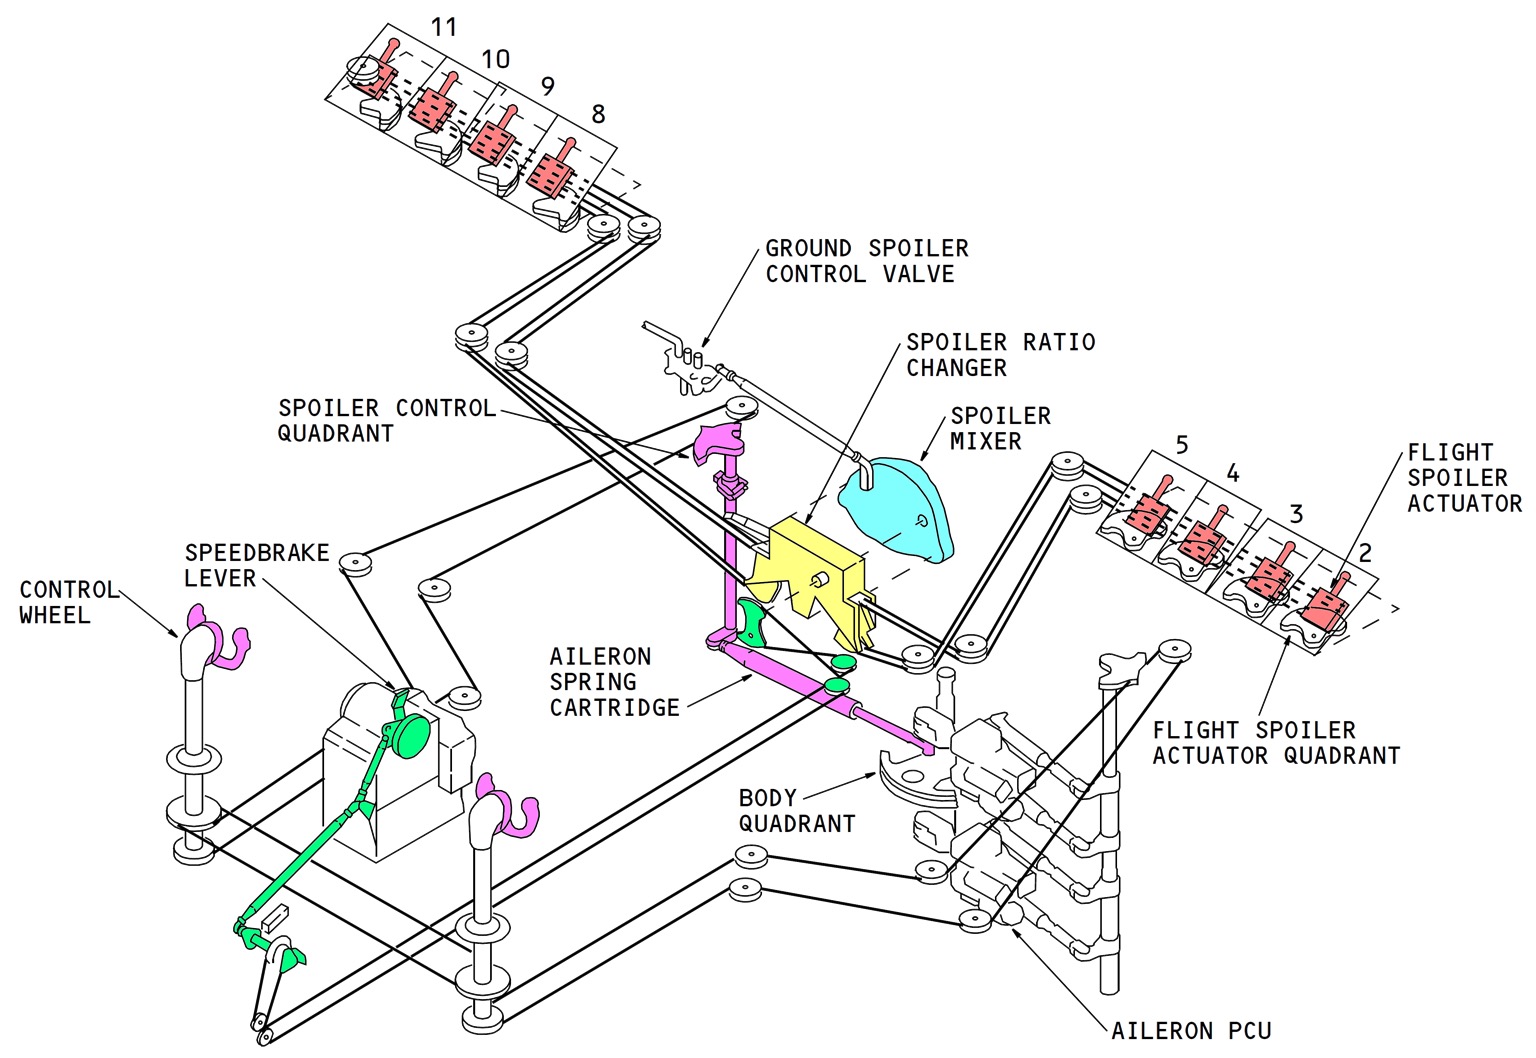 11
10
9
8
GROUND SPOILER
CONTROL VALVE
SPOILER RATIO
CHANGER
SPOILER CONTROL
QUADRANT
SPOILER
MIXER
5
4
3
2
FLIGHT
SPOILER
ACTUATOR
SPEEDBRAKE
LEVER
CONTROL
WHEEL
AILERON
SPRING
CARTRIDGE
FLIGHT SPOILER
ACTUATOR QUADRANT
BODY
QUADRANT
AILERON PCU